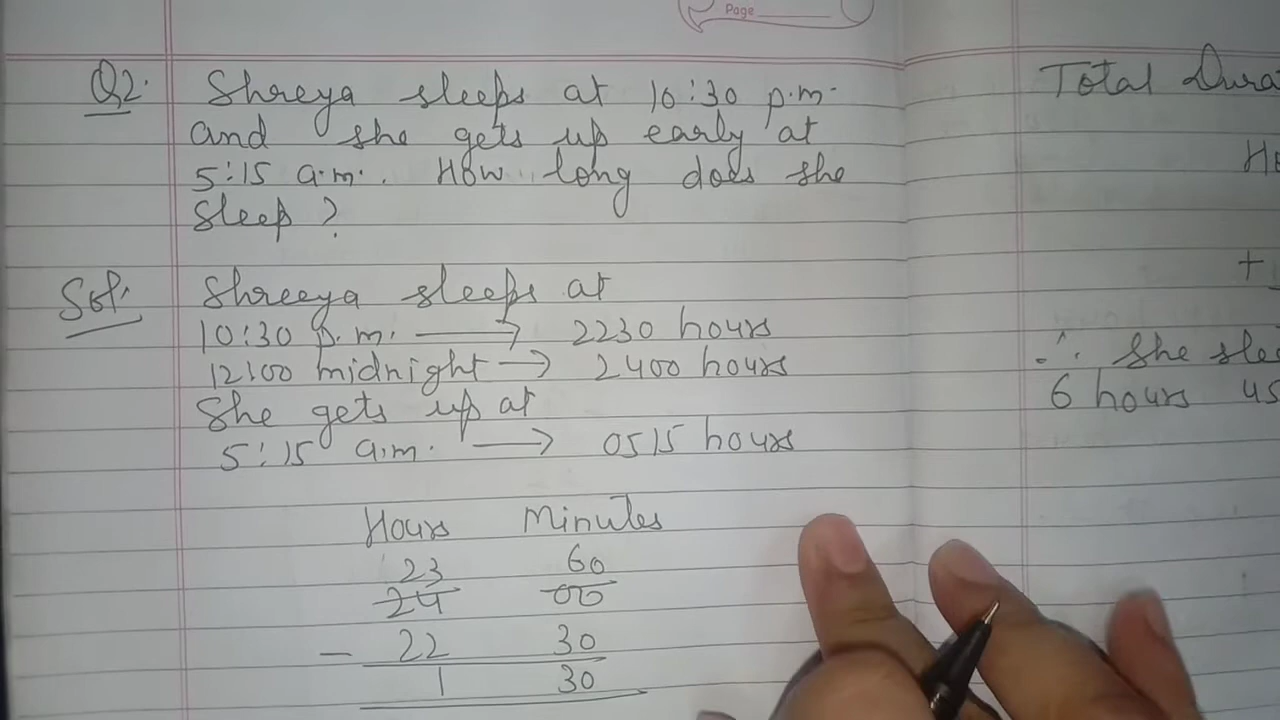 Page
Q2. Shreya sleeps at 10:30 p.m.
and she gets up early at
5:15 a.m. How long does she
sleep?
Sol. Shreeya sleeps at
10:30 p.m. → 2230 hours
12:00 midnight → 2400 hours
She gets up at
5:15 a.m. → 0515 hours
Hours Minutes
23 60
24 00
- 22 30
1 30
Total Dura
+
∴ She slee
6 hours 45